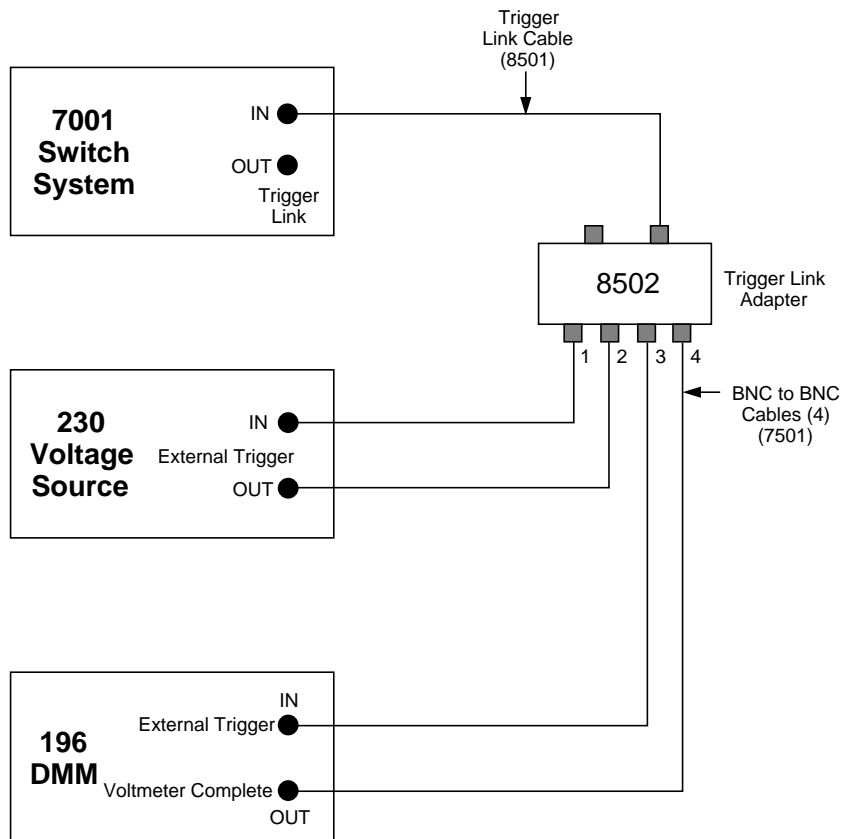 Trigger
Link Cable
(8501)
7001
Switch
System
IN
OUT
Trigger
Link
8502
Trigger Link
Adapter
1 2 3 4
BNC to BNC
Cables (4)
(7501)
230
Voltage
Source
IN
External Trigger
OUT
196
DMM
IN
External Trigger
Voltmeter Complete
OUT